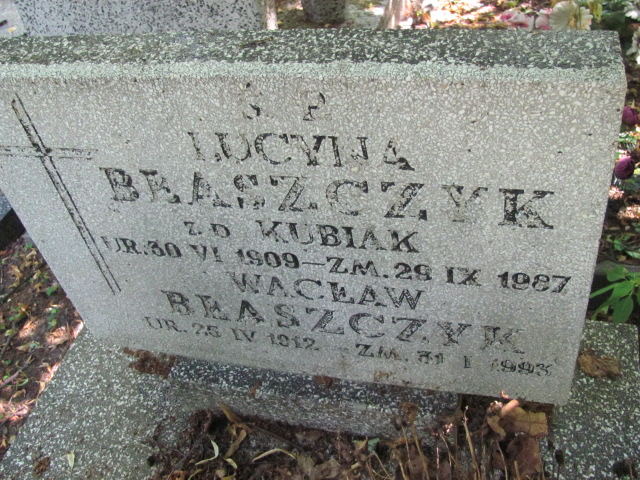 Ś. P.
LUCYNA
BŁASZCZYK
Z D. KUBIAK
UR. 30 VI 1909 – ZM. 29 IX 1987
WACŁAW
BŁASZCZYK
UR. 25 IV 1912 ZM. 31 I 1993